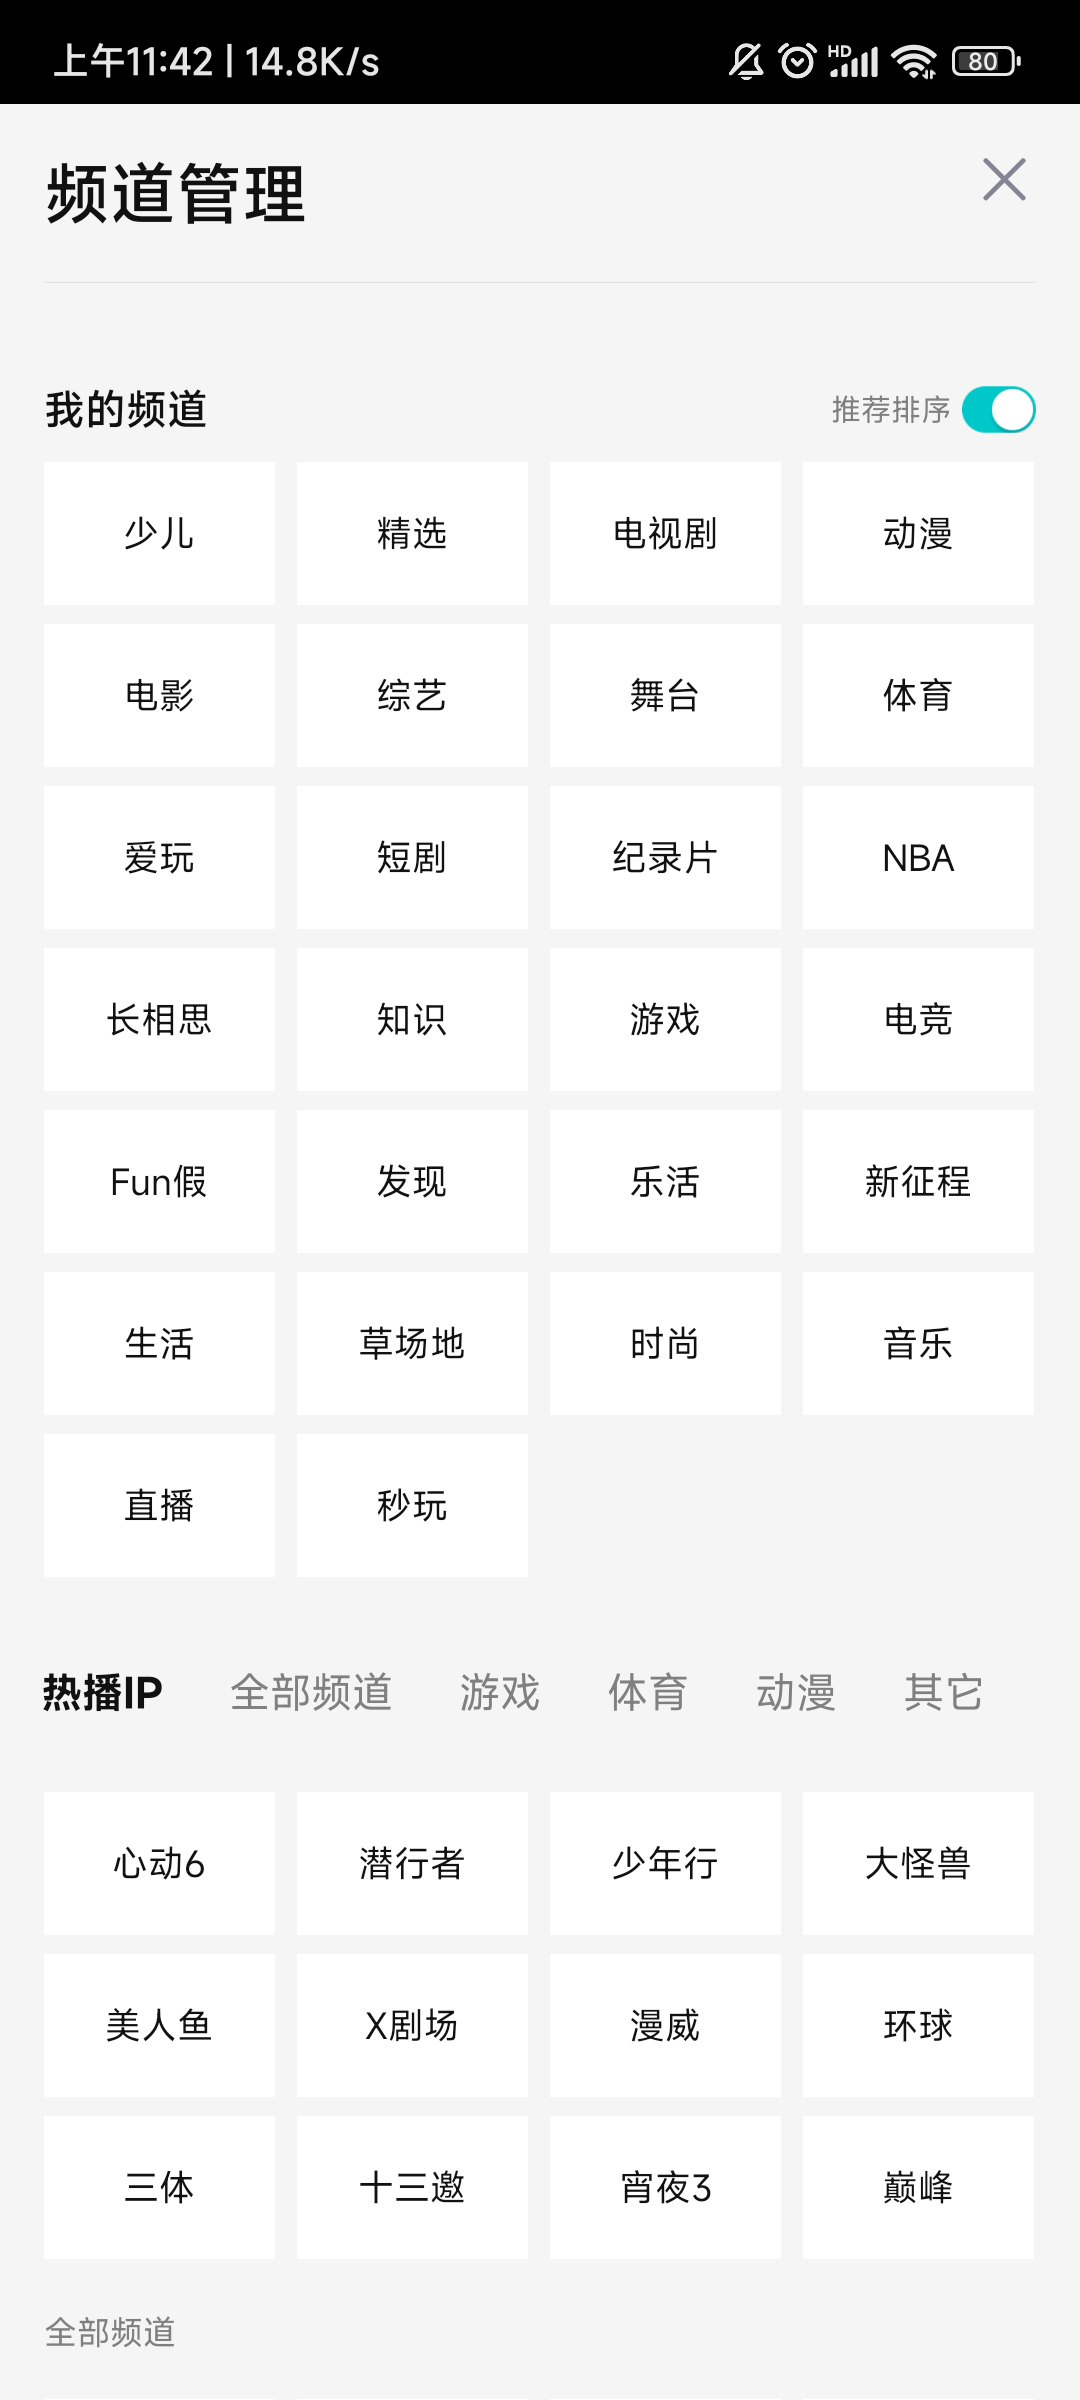 上午11:42 | 14.8K/s HD 80
频道管理
我的频道 推荐排序
少儿 精选 电视剧 动漫
电影 综艺 舞台 体育
爱玩 短剧 纪录片 NBA
长相思 知识 游戏 电竞
Fun假 发现 乐活 新征程
生活 草场地 时尚 音乐
直播 秒玩
热播IP 全部频道 游戏 体育 动漫 其它
心动6 潜行者 少年行 大怪兽
美人鱼 X剧场 漫威 环球
三体 十三邀 宵夜3 巅峰
全部频道